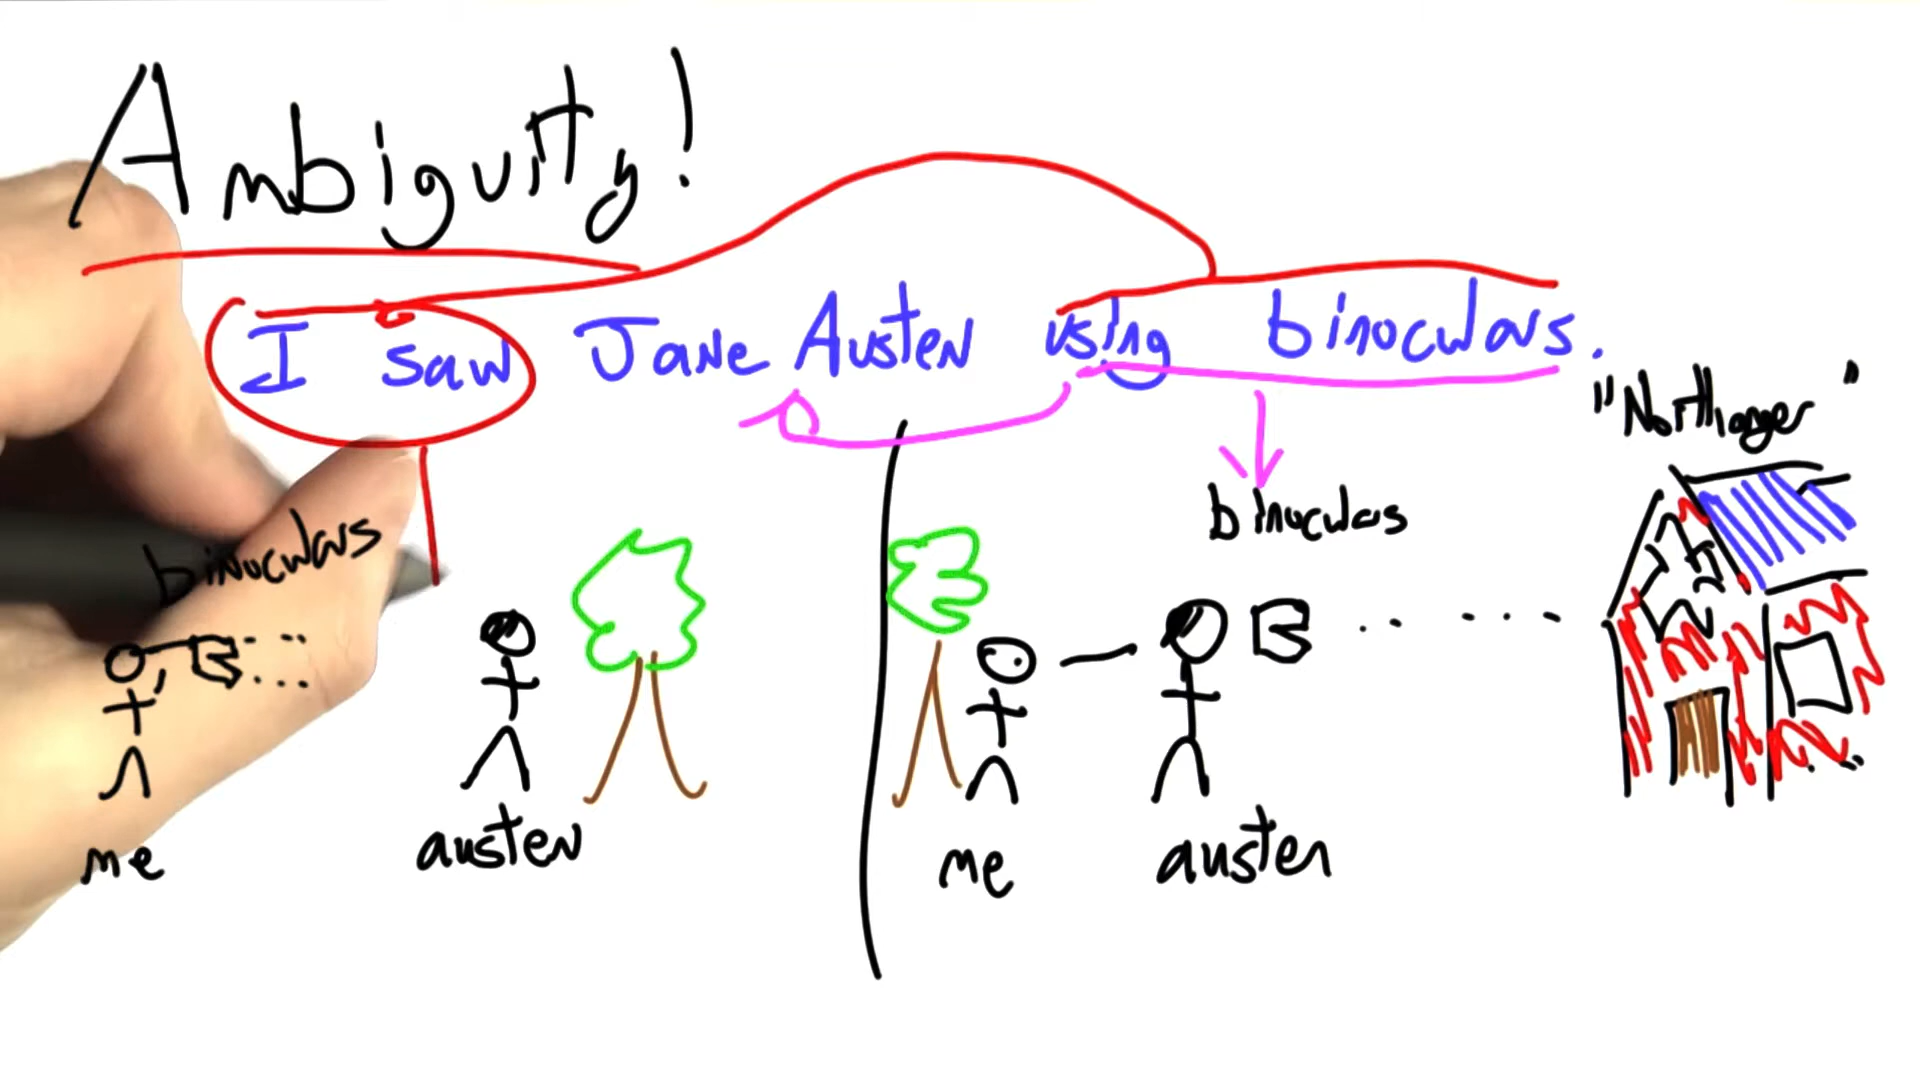 Ambiguity!
I saw Jane Austen using binoculars.
"Northanger"
binoculars
binoculars
me
austen
me
austen